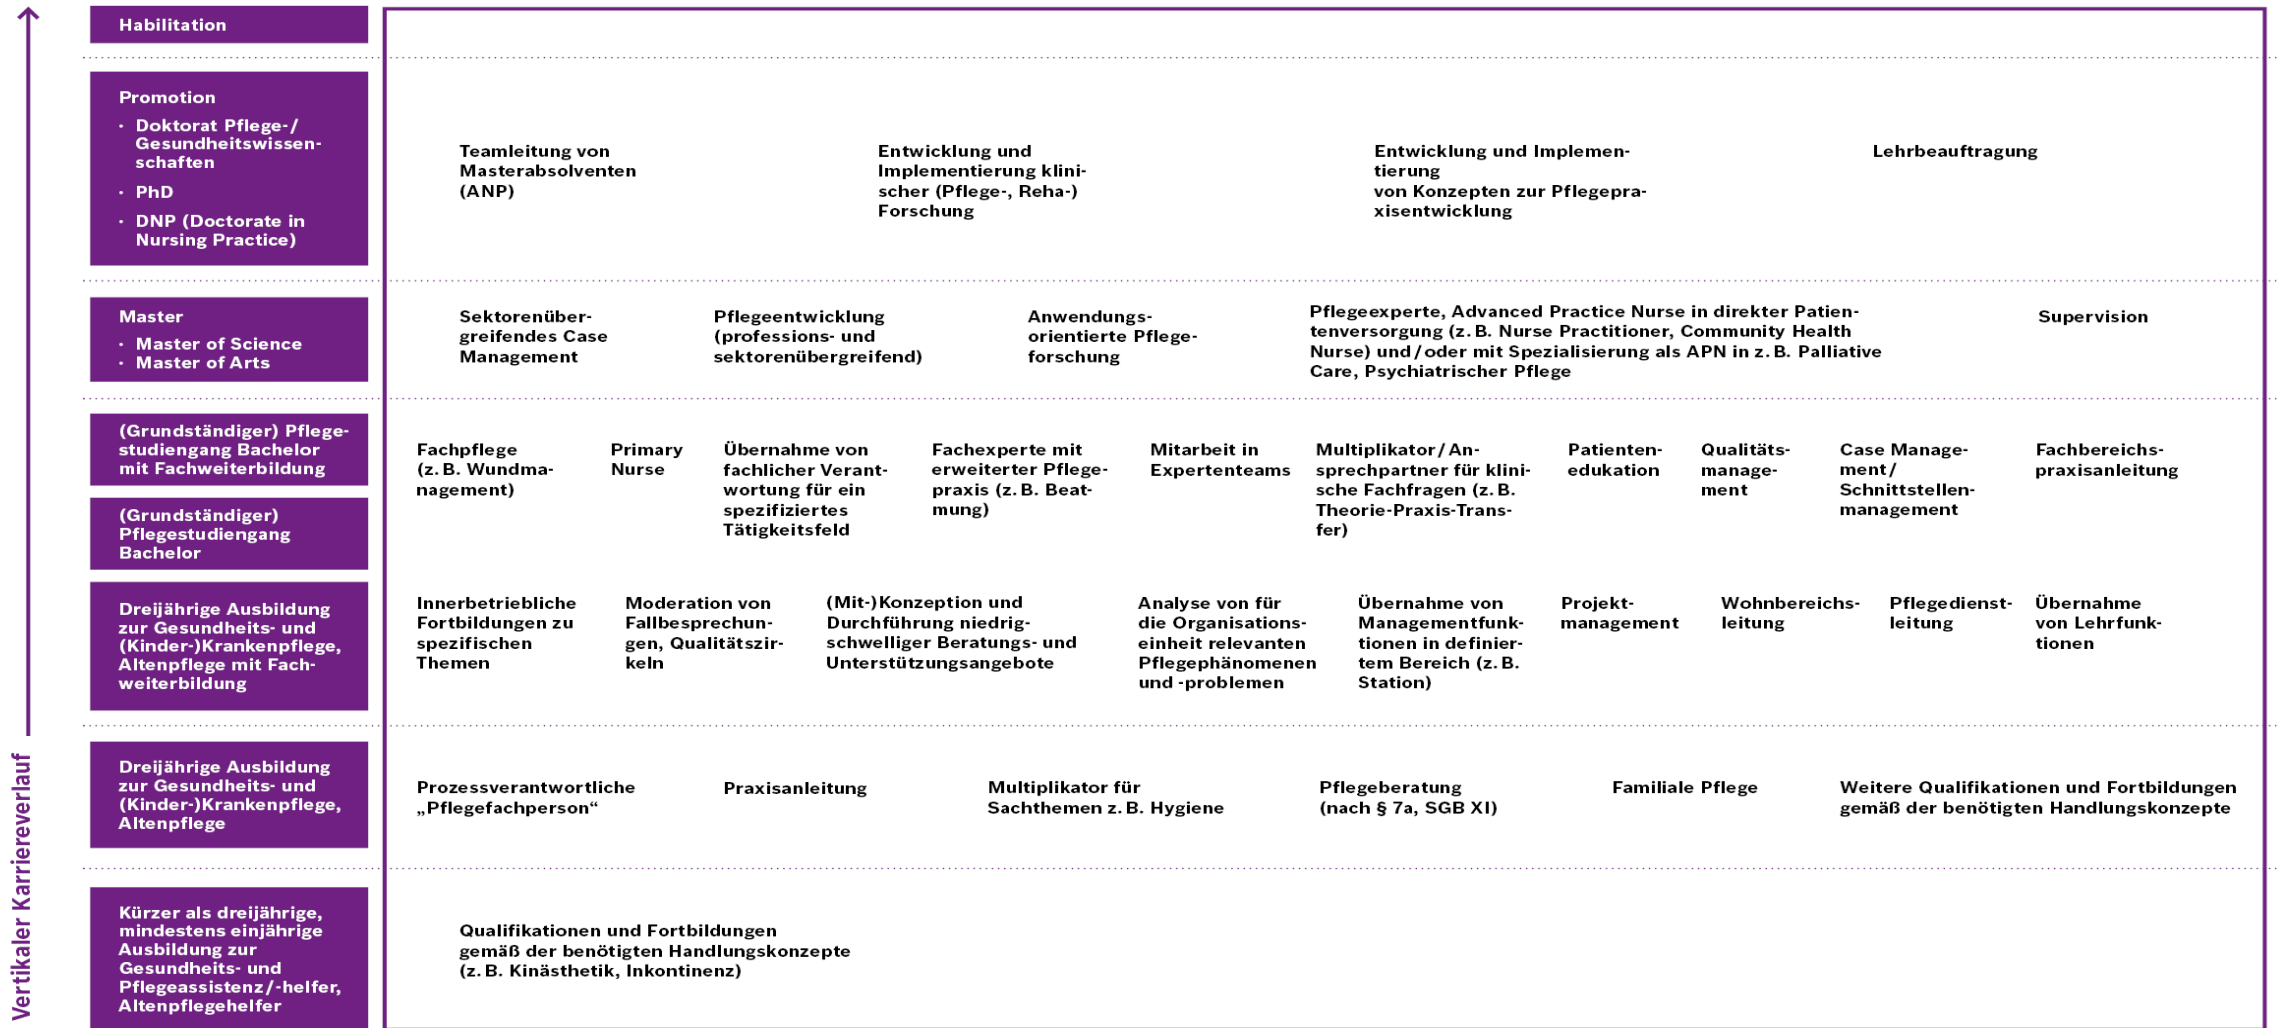 Vertikaler Karriereverlauf
Habilitation
Promotion
· Doktorat Pflege-/
Gesundheitswissen-
schaften
· PhD
· DNP (Doctorate in
Nursing Practice)
Teamleitung von
Masterabsolventen
(ANP)
Entwicklung und
Implementierung klini-
scher (Pflege-, Reha-)
Forschung
Entwicklung und Implemen-
tierung
von Konzepten zur Pflegepra-
xisentwicklung
Lehrbeauftragung
Master
· Master of Science
· Master of Arts
Sektorenüber-
greifendes Case
Management
Pflegeentwicklung
(professions- und
sektorenübergreifend)
Anwendungs-
orientierte Pflege-
forschung
Pflegeexperte, Advanced Practice Nurse in direkter Patien-
tenversorgung (z. B. Nurse Practitioner, Community Health
Nurse) und/oder mit Spezialisierung als APN in z. B. Palliative
Care, Psychiatrischer Pflege
Supervision
(Grundständiger) Pflege-
studiengang Bachelor
mit Fachweiterbildung
(Grundständiger)
Pflegestudiengang
Bachelor
Fachpflege
(z. B. Wundma-
nagement)
Primary
Nurse
Übernahme von
fachlicher Verant-
wortung für ein
spezifiziertes
Tätigkeitsfeld
Fachexperte mit
erweiterter Pflege-
praxis (z. B. Beat-
mung)
Mitarbeit in
Expertenteams
Multiplikator/An-
sprechpartner für klini-
sche Fachfragen (z. B.
Theorie-Praxis-Trans-
fer)
Patienten-
edukation
Qualitäts-
manage-
ment
Case Manage-
ment/
Schnittstellen-
management
Fachbereichs-
praxisanleitung
Dreijährige Ausbildung
zur Gesundheits- und
(Kinder-)Krankenpflege,
Altenpflege mit Fach-
weiterbildung
Innerbetriebliche
Fortbildungen zu
spezifischen
Themen
Moderation von
Fallbesprechun-
gen, Qualitätszir-
keln
(Mit-)Konzeption und
Durchführung niedrig-
schwelliger Beratungs- und
Unterstützungsangebote
Analyse von für
die Organisations-
einheit relevanten
Pflegephänomenen
und -problemen
Übernahme von
Managementfunk-
tionen in definier-
tem Bereich (z. B.
Station)
Projekt-
management
Wohnbereichs-
leitung
Pflegedienst-
leitung
Übernahme
von Lehrfunk-
tionen
Dreijährige Ausbildung
zur Gesundheits- und
(Kinder-)Krankenpflege,
Altenpflege
Prozessverantwortliche
„Pflegefachperson“
Praxisanleitung
Multiplikator für
Sachthemen z. B. Hygiene
Pflegeberatung
(nach § 7a, SGB XI)
Familiale Pflege
Weitere Qualifikationen und Fortbildungen
gemäß der benötigten Handlungskonzepte
Kürzer als dreijährige,
mindestens einjährige
Ausbildung zur
Gesundheits- und
Pflegeassistenz/-helfer,
Altenpflegehelfer
Qualifikationen und Fortbildungen
gemäß der benötigten Handlungskonzepte
(z. B. Kinästhetik, Inkontinenz)